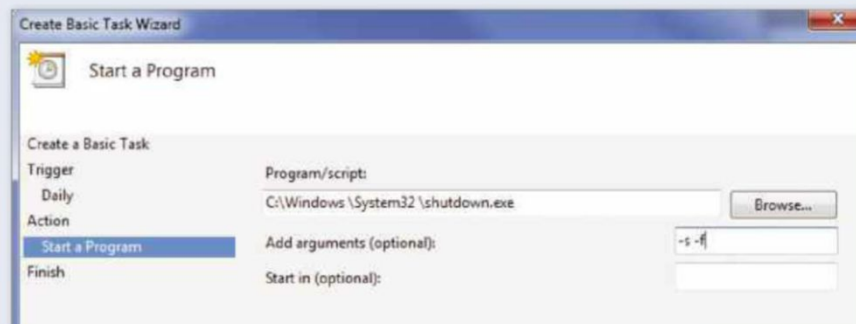 Create Basic Task Wizard
Start a Program
Create a Basic Task
Trigger
Daily
Action
Start a Program
Finish
Program/script:
C:\Windows \System32 \shutdown.exe
Browse...
Add arguments (optional):
-s -f
Start in (optional):